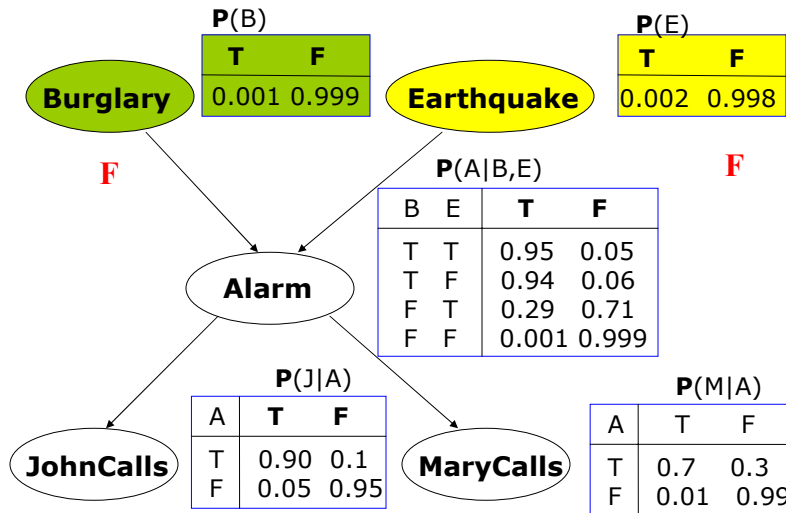 P(B)
T F
Burglary
0.001 0.999
P(E)
T F
Earthquake
0.002 0.998
F
F
P(A|B,E)
B E T F
T T 0.95 0.05
T F 0.94 0.06
F T 0.29 0.71
F F 0.001 0.999
Alarm
P(J|A)
A T F
T 0.90 0.1
F 0.05 0.95
JohnCalls
MaryCalls
P(M|A)
A T F
T 0.7 0.3
F 0.01 0.99